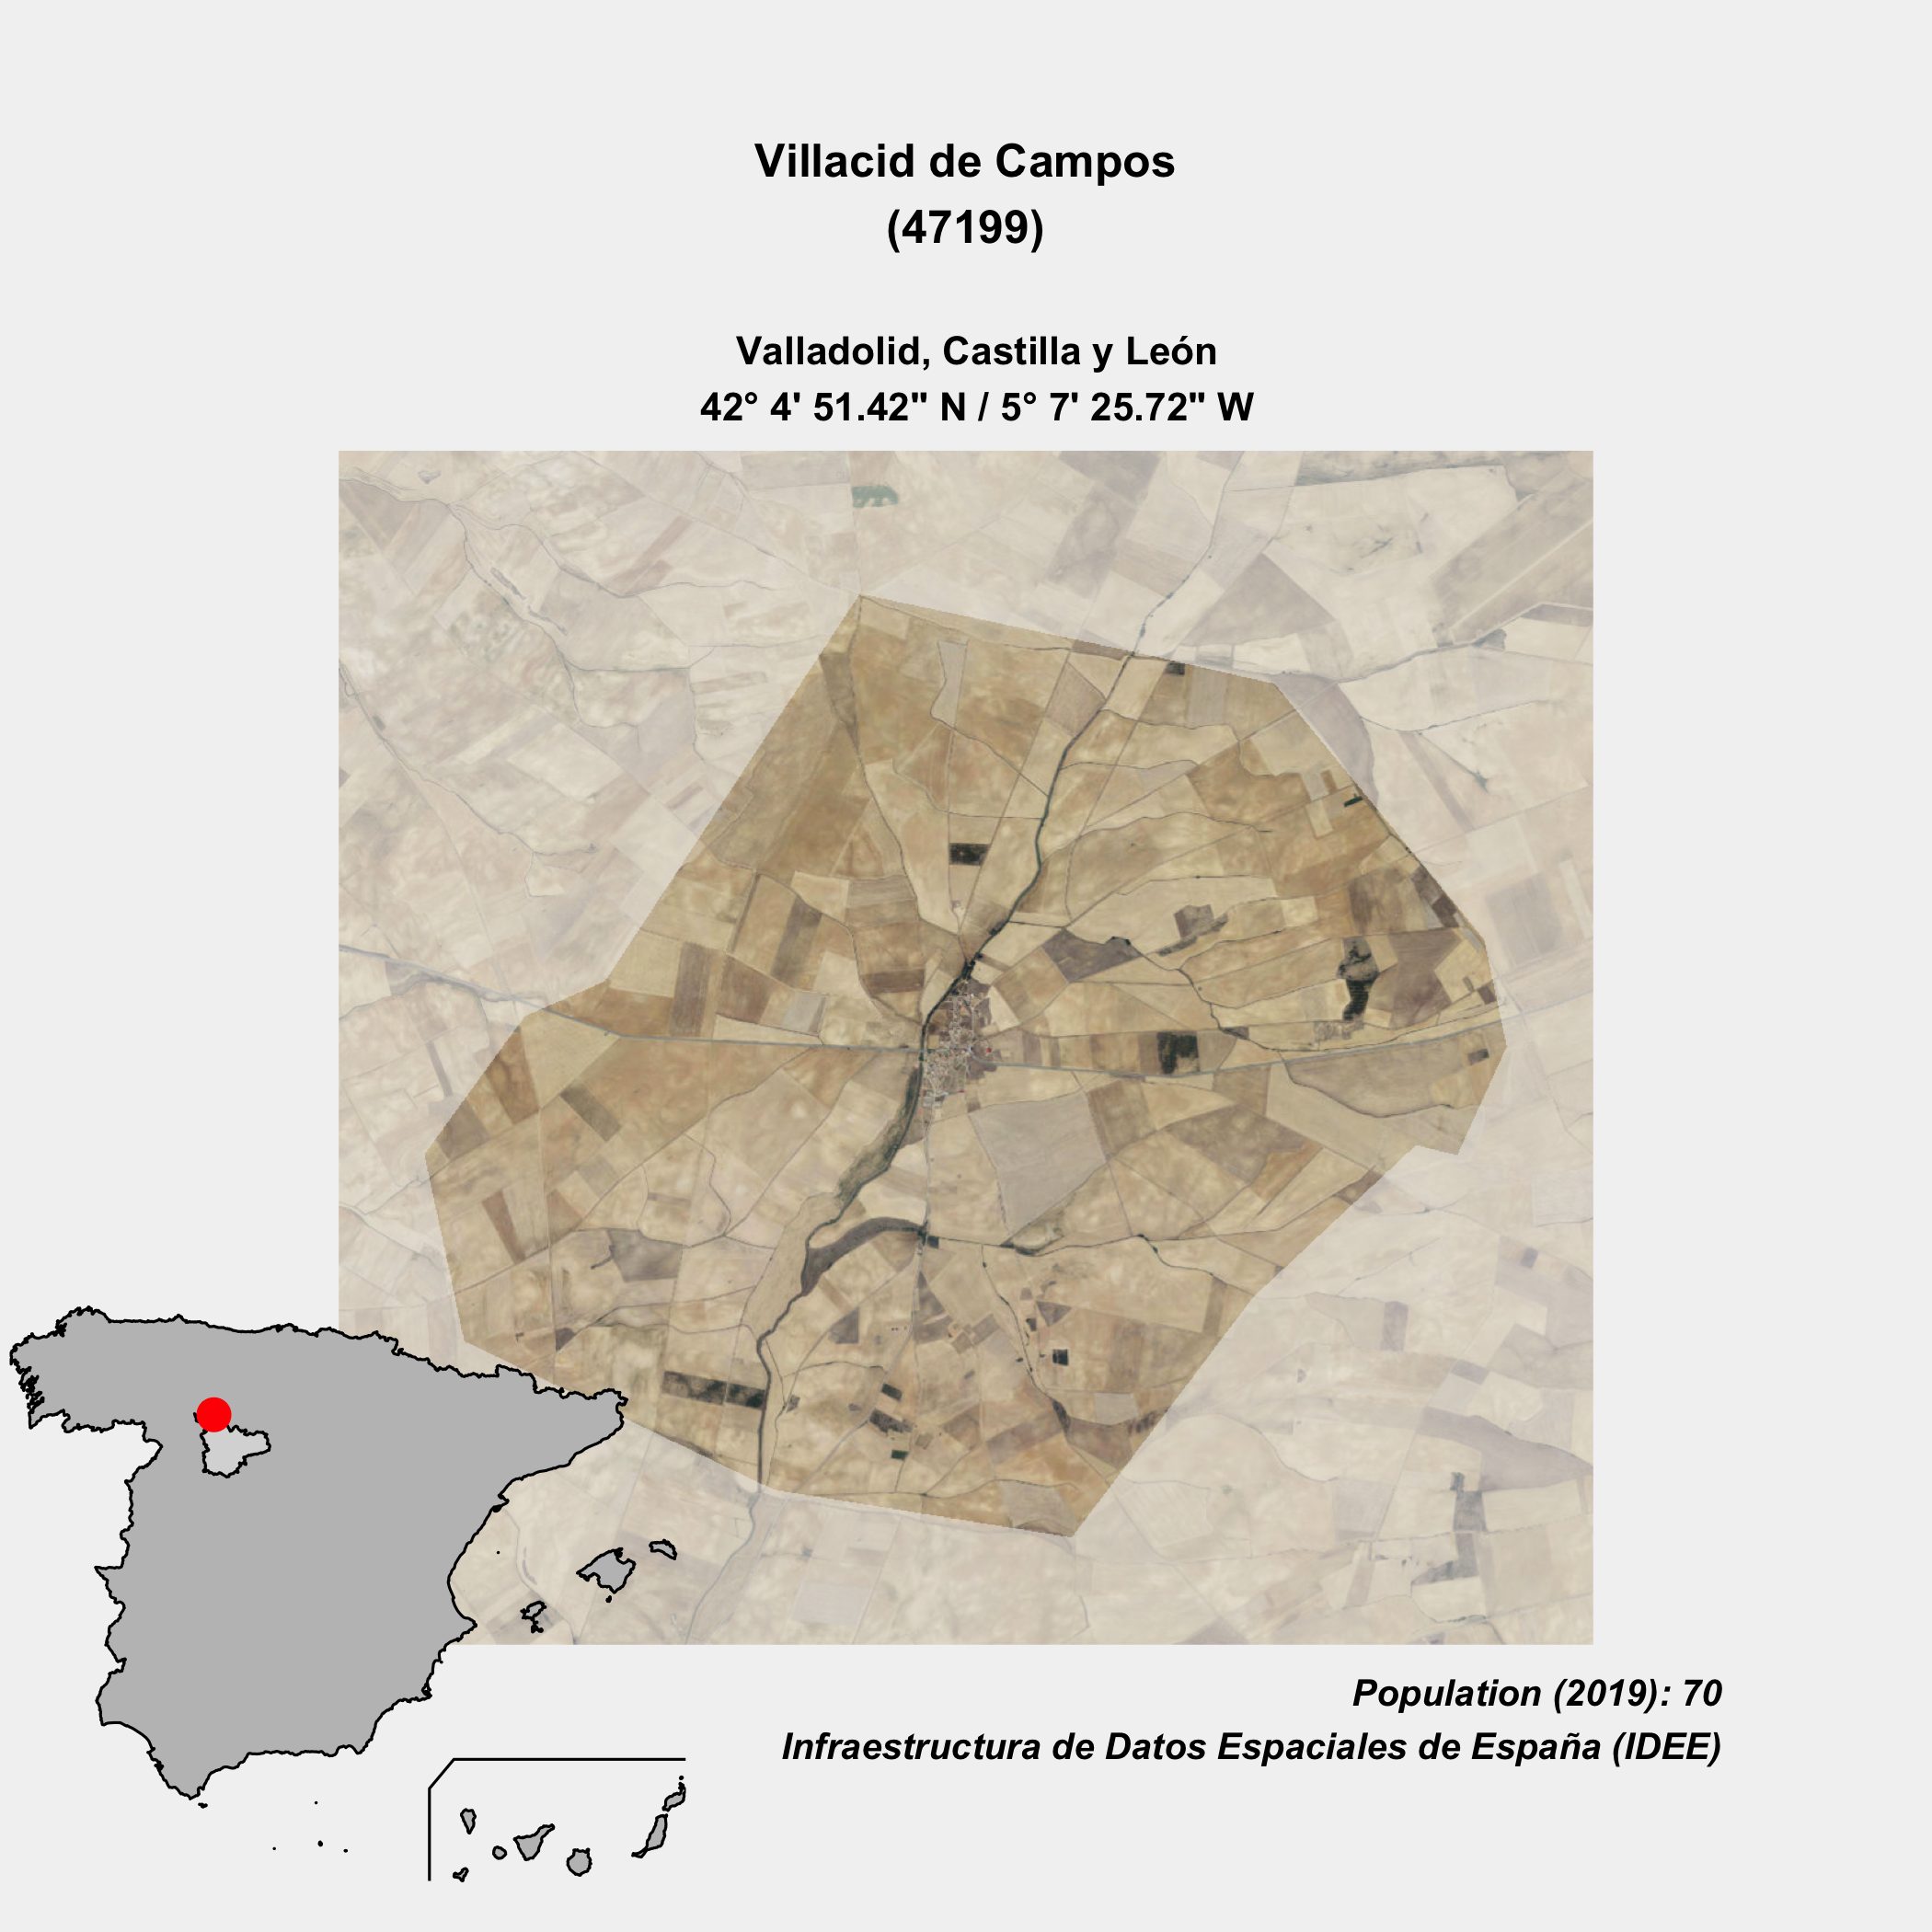 Villacid de Campos
(47199)
Valladolid, Castilla y León
42° 4' 51.42" N / 5° 7' 25.72" W
Population (2019): 70
Infraestructura de Datos Espaciales de España (IDEE)